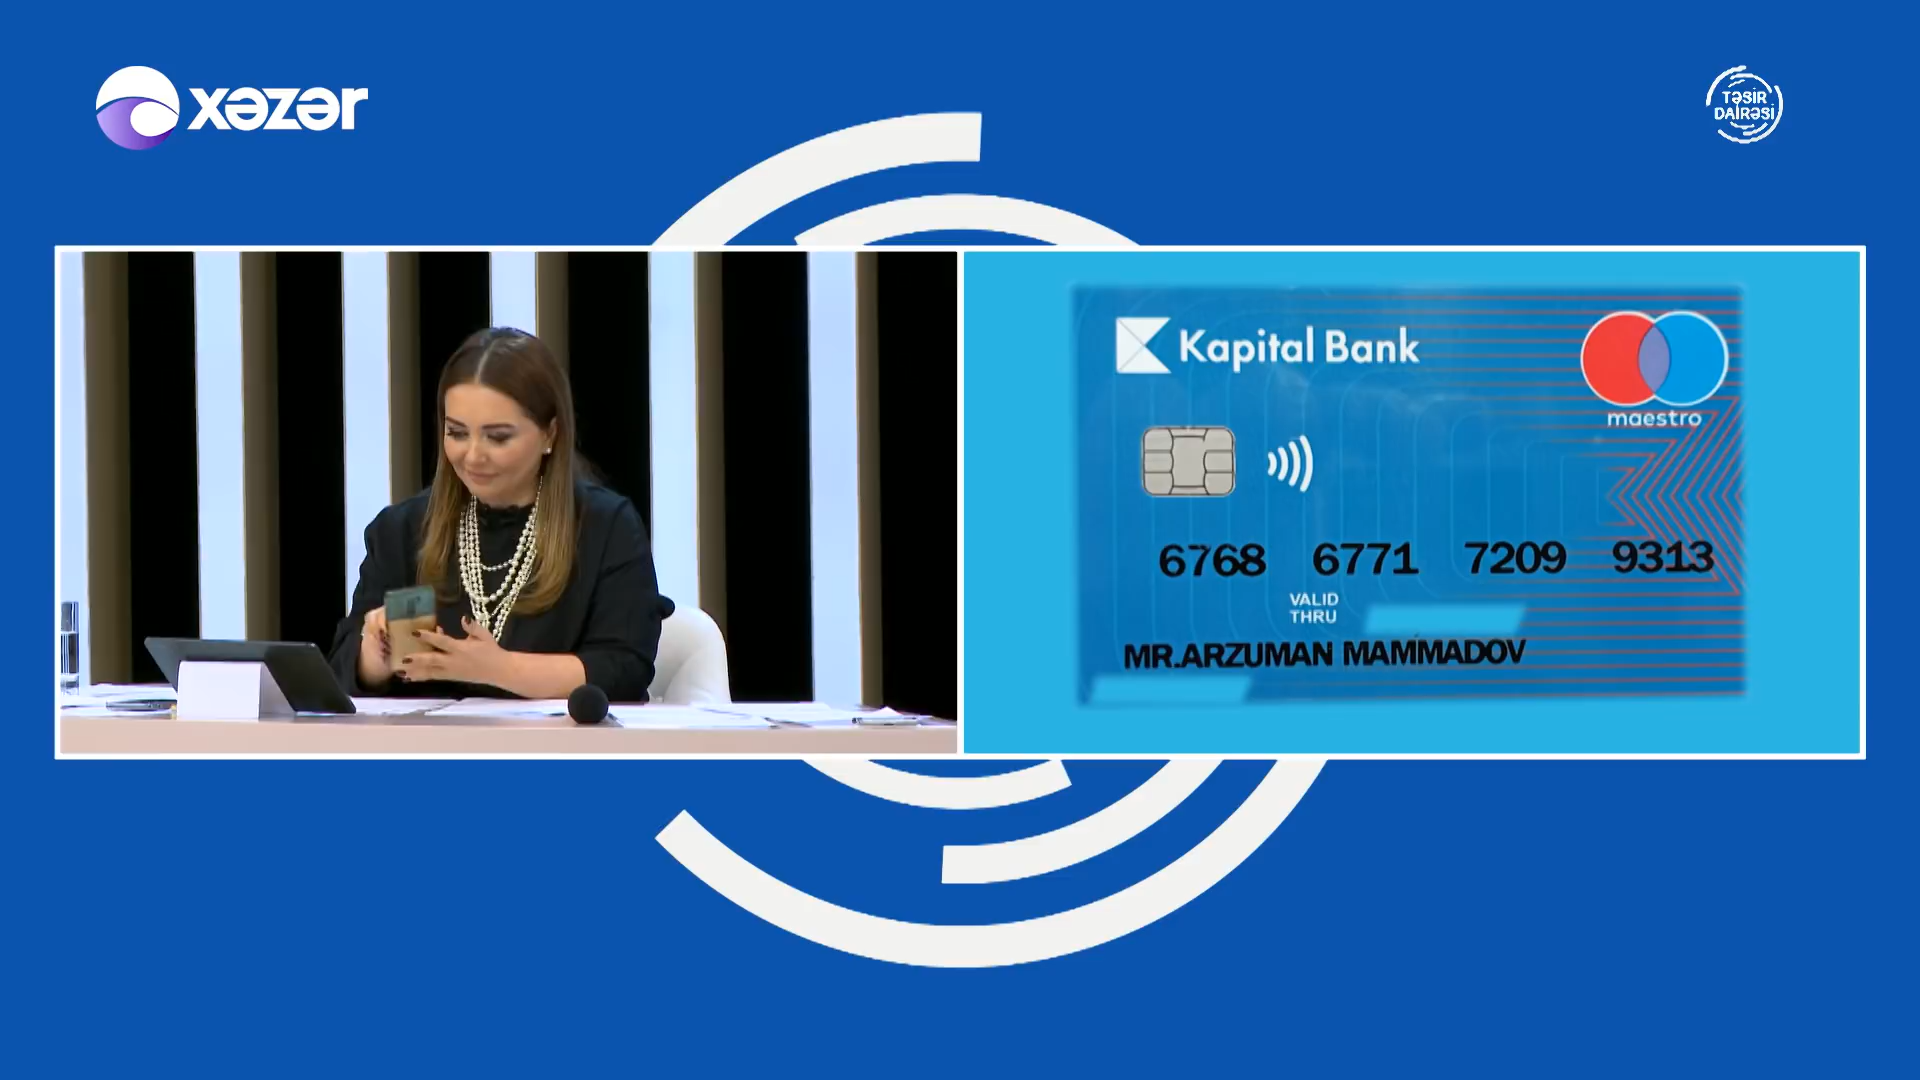 xəzər
TƏSİR
DAİRƏSİ
Kapital Bank
maestro
6768 6771 7209 9313
VALID
THRU
MR.ARZUMAN MAMMADOV